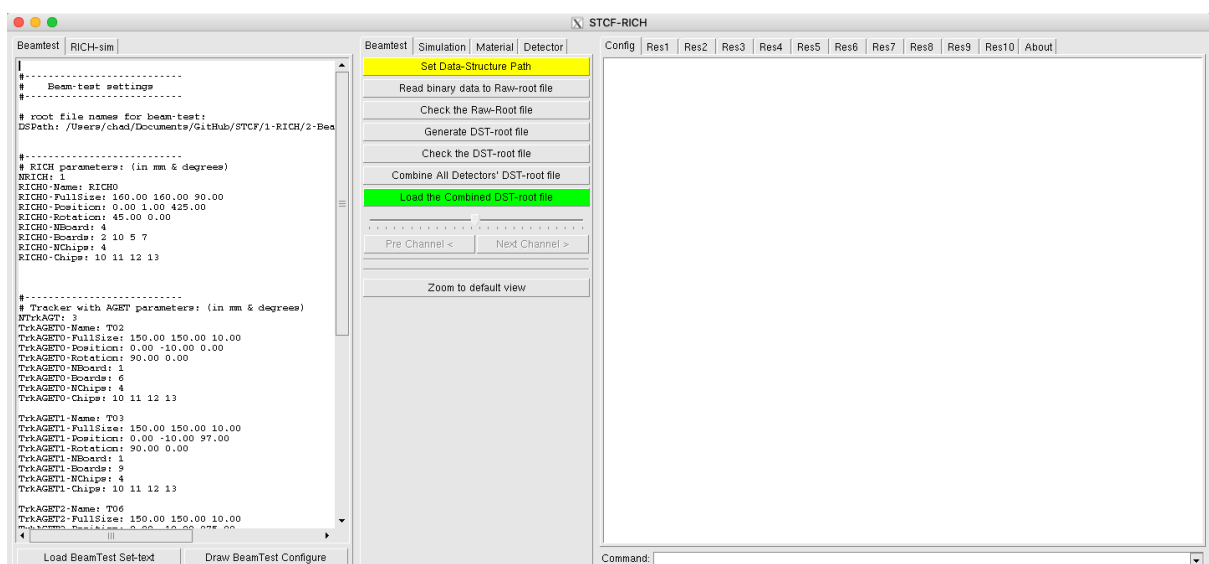 STCF-RICH
Beamtest RICH-sim
#---------------------------
#    Beam-test settings
#---------------------------
# root file names for beam-test:
DSPath: /Users/chad/Documents/GitHub/STCF/1-RICH/2-Bea
#---------------------------
# RICH parameters: (in mm & degrees)
NRICH: 1
RICH0-Name: RICH0
RICH0-FullSize: 160.00 160.00 90.00
RICH0-Position: 0.00 1.00 425.00
RICH0-Rotation: 45.00 0.00
RICH0-NBoard: 4
RICH0-Boards: 2 10 5 7
RICH0-NChips: 4
RICH0-Chips: 10 11 12 13
#---------------------------
# Tracker with AGET parameters: (in mm & degrees)
NTrkAGT: 3
TrkAGET0-Name: T02
TrkAGET0-FullSize: 150.00 150.00 10.00
TrkAGET0-Position: 0.00 -10.00 0.00
TrkAGET0-Rotation: 90.00 0.00
TrkAGET0-NBoard: 1
TrkAGET0-Boards: 6
TrkAGET0-NChips: 4
TrkAGET0-Chips: 10 11 12 13
TrkAGET1-Name: T03
TrkAGET1-FullSize: 150.00 150.00 10.00
TrkAGET1-Position: 0.00 -10.00 97.00
TrkAGET1-Rotation: 90.00 0.00
TrkAGET1-NBoard: 1
TrkAGET1-Boards: 9
TrkAGET1-NChips: 4
TrkAGET1-Chips: 10 11 12 13
TrkAGET2-Name: T06
TrkAGET2-FullSize: 150.00 150.00 10.00
Load BeamTest Set-text Draw BeamTest Configure
Beamtest Simulation Material Detector
Set Data-Structure Path
Read binary data to Raw-root file
Check the Raw-Root file
Generate DST-root file
Check the DST-root file
Combine All Detectors' DST-root file
Load the Combined DST-root file
Pre Channel < Next Channel >
Zoom to default view
Config Res1 Res2 Res3 Res4 Res5 Res6 Res7 Res8 Res9 Res10 About
Command: